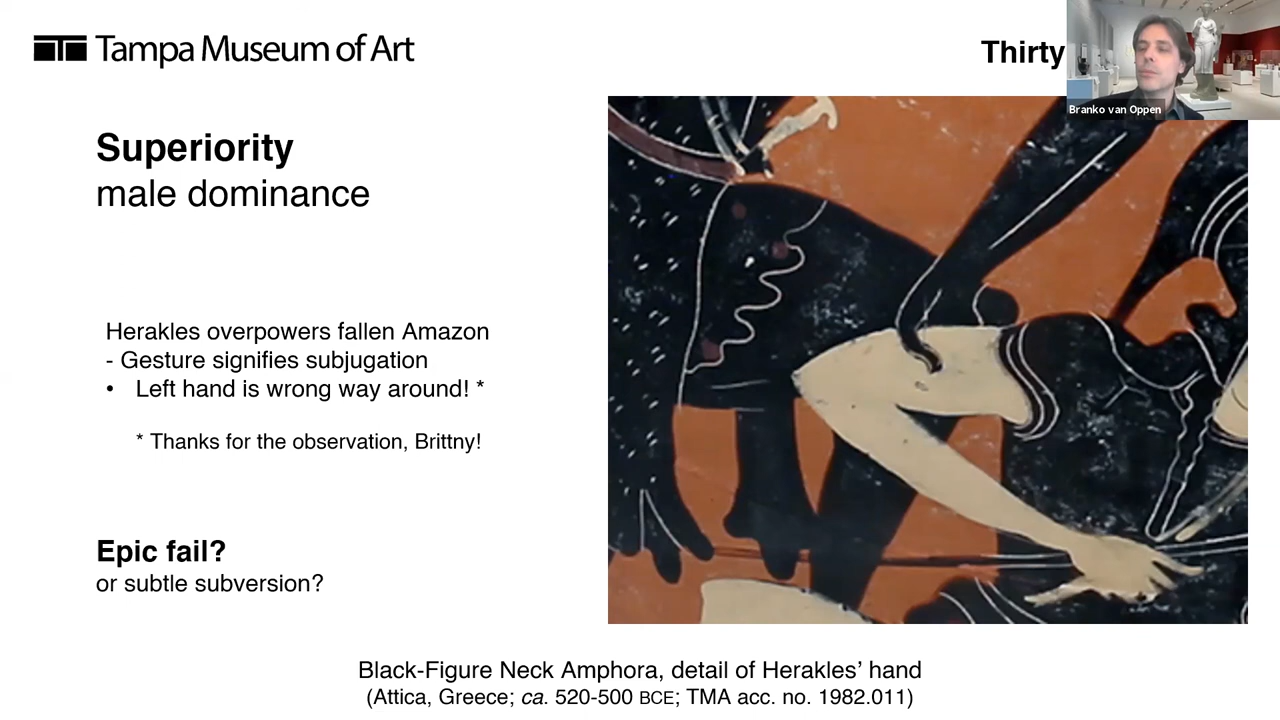 Tampa Museum of Art
Thirty
Branko van Oppen
Superiority
male dominance
Herakles overpowers fallen Amazon
- Gesture signifies subjugation
• Left hand is wrong way around! *
* Thanks for the observation, Brittny!
Epic fail?
or subtle subversion?
Black-Figure Neck Amphora, detail of Herakles’ hand
(Attica, Greece; ca. 520-500 BCE; TMA acc. no. 1982.011)